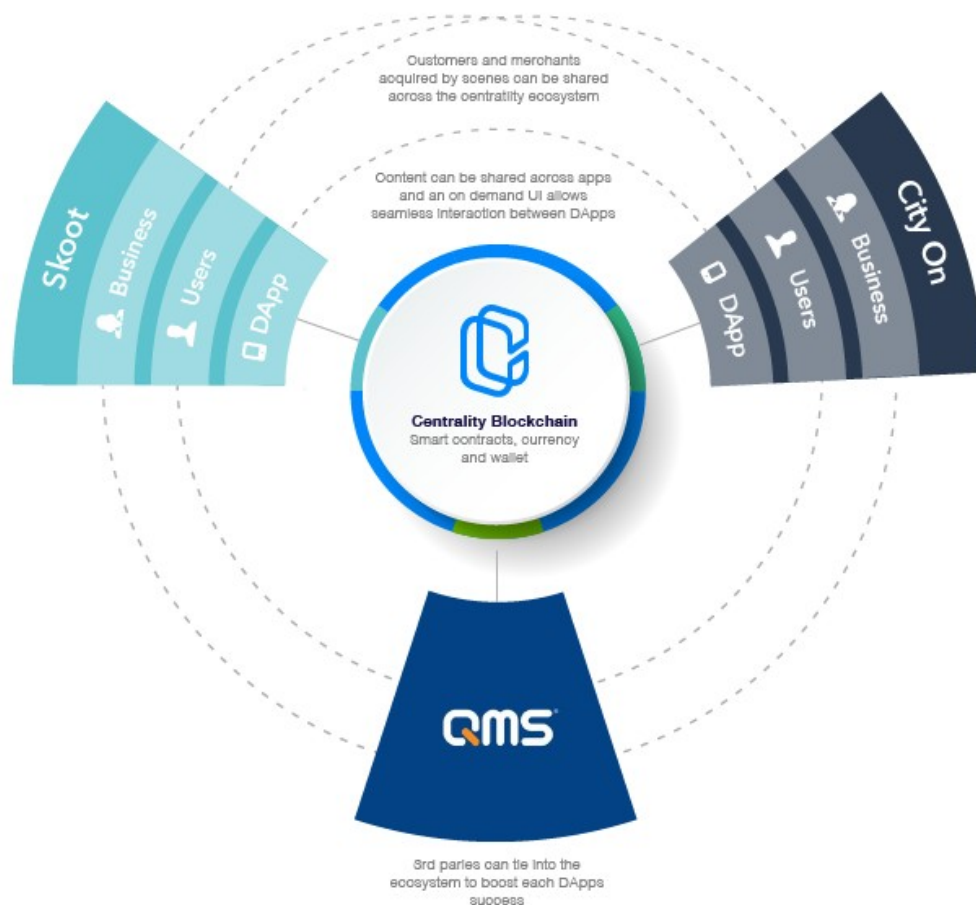 Customers and merchants
acquired by scenes can be shared
across the centratlity ecosystem
Content can be shared across apps
and an on demand UI allows
seamless interaction between DApps
Skoot
Business
Users
DApp
City On
Business
Users
DApp
Centrality Blockchain
Smart contracts, currency
and wallet
QMS
3rd paries can tie into the
ecosystem to boost each DApps
success